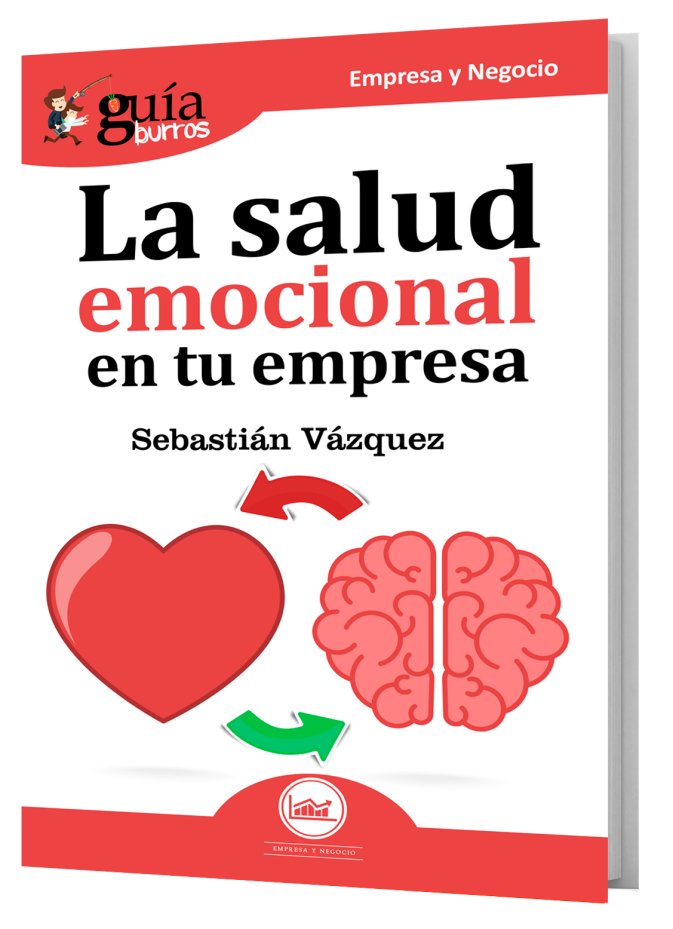 Empresa y Negocio
guía
burros
La salud
emocional
en tu empresa
Sebastián Vázquez
EMPRESA Y NEGOCIO